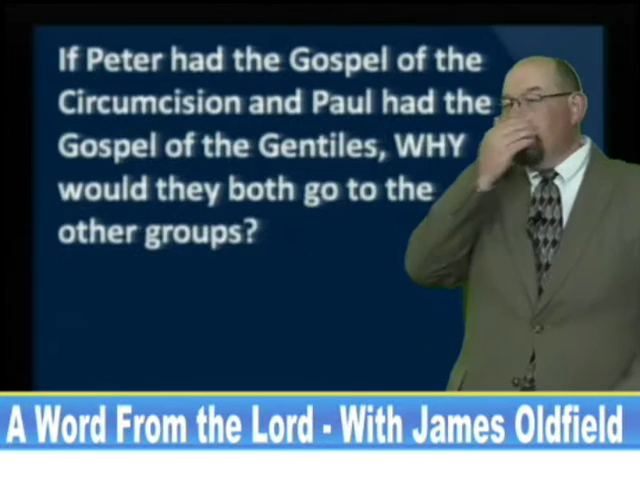 If Peter had the Gospel of the
Circumcision and Paul had the
Gospel of the Gentiles, WHY
would they both go to the
other groups?
A Word From the Lord - With James Oldfield